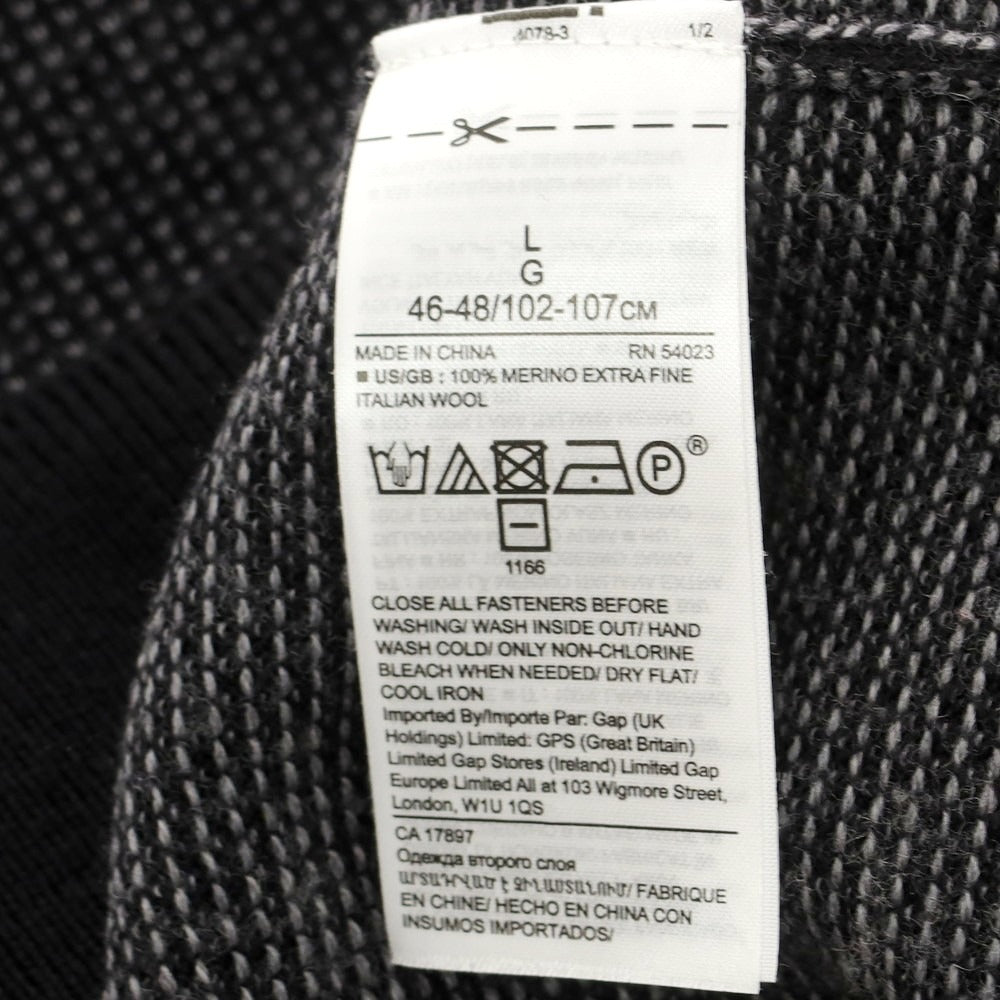 4078-3 1/2
L
G
46-48/102-107CM
MADE IN CHINA RN 54023
US/GB : 100% MERINO EXTRA FINE
ITALIAN WOOL
P ®
1166
CLOSE ALL FASTENERS BEFORE
WASHING/ WASH INSIDE OUT/ HAND
WASH COLD/ ONLY NON-CHLORINE
BLEACH WHEN NEEDED/ DRY FLAT/
COOL IRON
Imported By/Importe Par: Gap (UK
Holdings) Limited: GPS (Great Britain)
Limited Gap Stores (Ireland) Limited Gap
Europe Limited All at 103 Wigmore Street,
London, W1U 1QS
CA 17897
Одежда второго слоя
ԱՐՏԱԴՐՎԱԾ Է ՉԻՆԱՍՏԱՆՈՒՄ/ FABRIQUE
EN CHINE/ HECHO EN CHINA CON
INSUMOS IMPORTADOS/